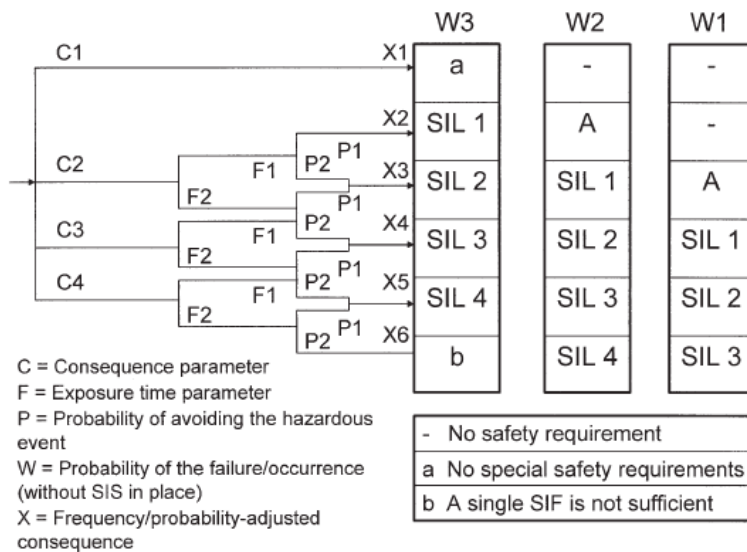 W3 W2 W1
C1 X1 a - -
X2 SIL 1 A -
P1
C2 F1 P2 X3 SIL 2 SIL 1 A
F2 P1
C3 F1 P2 X4 SIL 3 SIL 2 SIL 1
F2 P1
C4 F1 P2 X5 SIL 4 SIL 3 SIL 2
F2 P1
P2 X6 b SIL 4 SIL 3
C = Consequence parameter
F = Exposure time parameter
P = Probability of avoiding the hazardous
event
W = Probability of the failure/occurrence
(without SIS in place)
X = Frequency/probability-adjusted
consequence
- No safety requirement
a No special safety requirements
b A single SIF is not sufficient